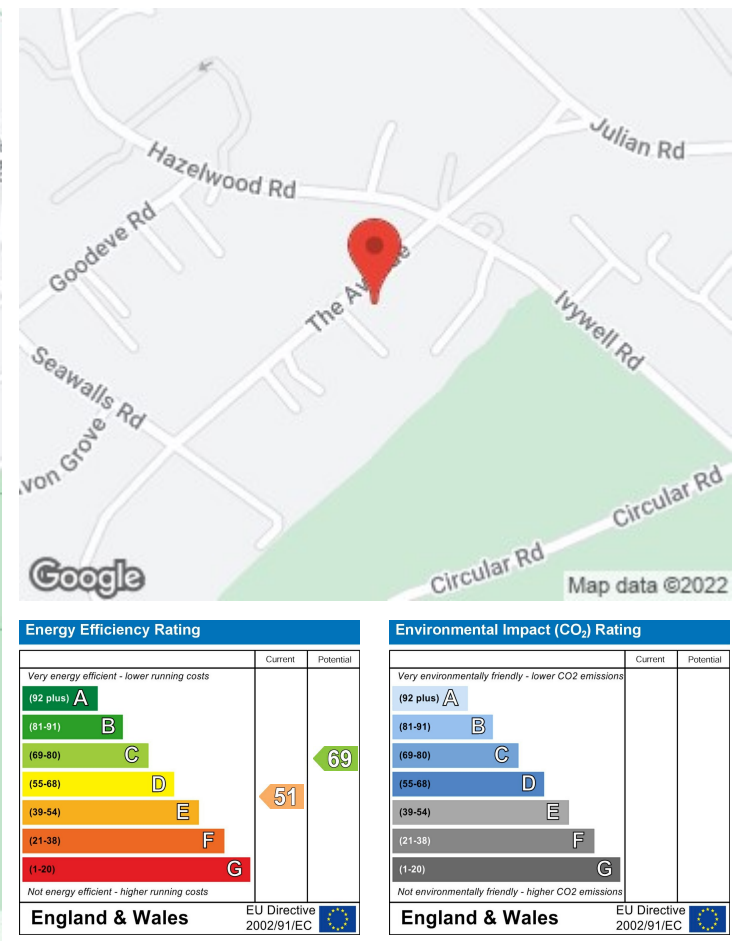 Julian Rd
Hazelwood Rd
Goodeve Rd
The Avenue
Ivywell Rd
Seawalls Rd
Avon Grove
Circular Rd
Circular Rd
Google
Map data ©2022
Energy Efficiency Rating
Current
Potential
Very energy efficient - lower running costs
(92 plus) A
(81-91) B
(69-80) C
69
(55-68) D
51
(39-54) E
(21-38) F
(1-20) G
Not energy efficient - higher running costs
England & Wales
EU Directive
2002/91/EC
Environmental Impact (CO₂) Rating
Current
Potential
Very environmentally friendly - lower CO2 emissions
(92 plus) A
(81-91) B
(69-80) C
(55-68) D
(39-54) E
(21-38) F
(1-20) G
Not environmentally friendly - higher CO2 emissions
England & Wales
EU Directive
2002/91/EC